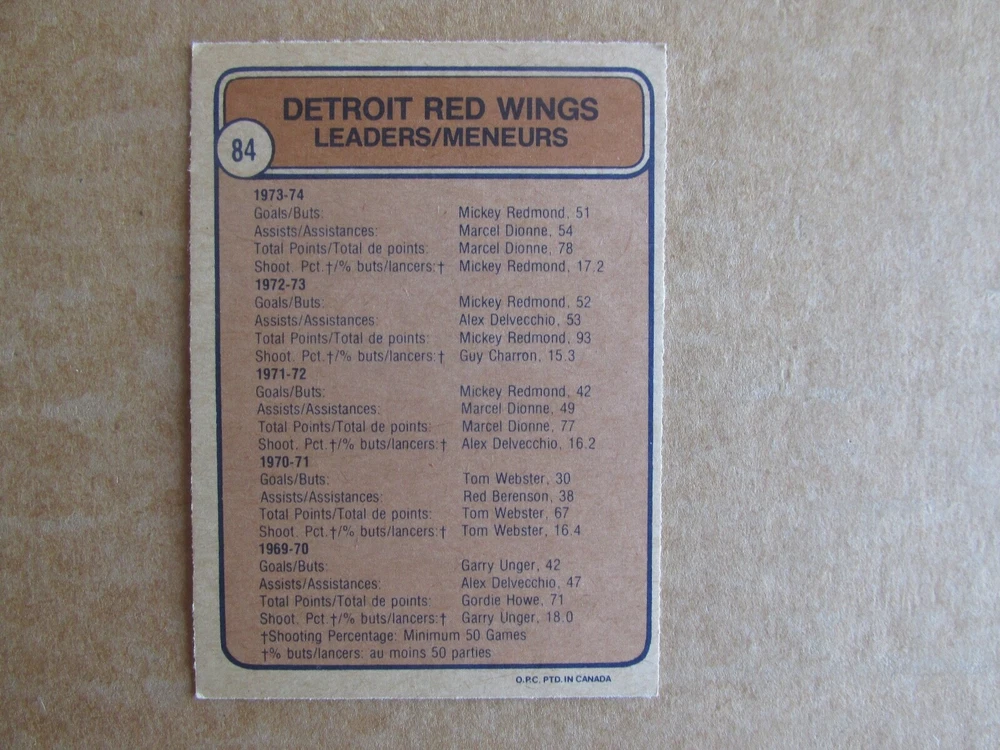 DETROIT RED WINGS
LEADERS/MENEURS
84
1973-74
Goals/Buts: Mickey Redmond, 51
Assists/Assistances: Marcel Dionne, 54
Total Points/Total de points: Marcel Dionne, 78
Shoot. Pct.†/% buts/lancers:† Mickey Redmond, 17.2
1972-73
Goals/Buts: Mickey Redmond, 52
Assists/Assistances: Alex Delvecchio, 53
Total Points/Total de points: Mickey Redmond, 93
Shoot. Pct.†/% buts/lancers:† Guy Charron, 15.3
1971-72
Goals/Buts: Mickey Redmond, 42
Assists/Assistances: Marcel Dionne, 49
Total Points/Total de points: Marcel Dionne, 77
Shoot. Pct.†/% buts/lancers:† Alex Delvecchio, 16.2
1970-71
Goals/Buts: Tom Webster, 30
Assists/Assistances: Red Berenson, 38
Total Points/Total de points: Tom Webster, 67
Shoot. Pct.†/% buts/lancers:† Tom Webster, 16.4
1969-70
Goals/Buts: Garry Unger, 42
Assists/Assistances: Alex Delvecchio, 47
Total Points/Total de points: Gordie Howe, 71
Shoot. Pct.†/% buts/lancers:† Garry Unger, 18.0
†Shooting Percentage: Minimum 50 Games
†% buts/lancers: au moins 50 parties
O.P.C. PTD. IN CANADA